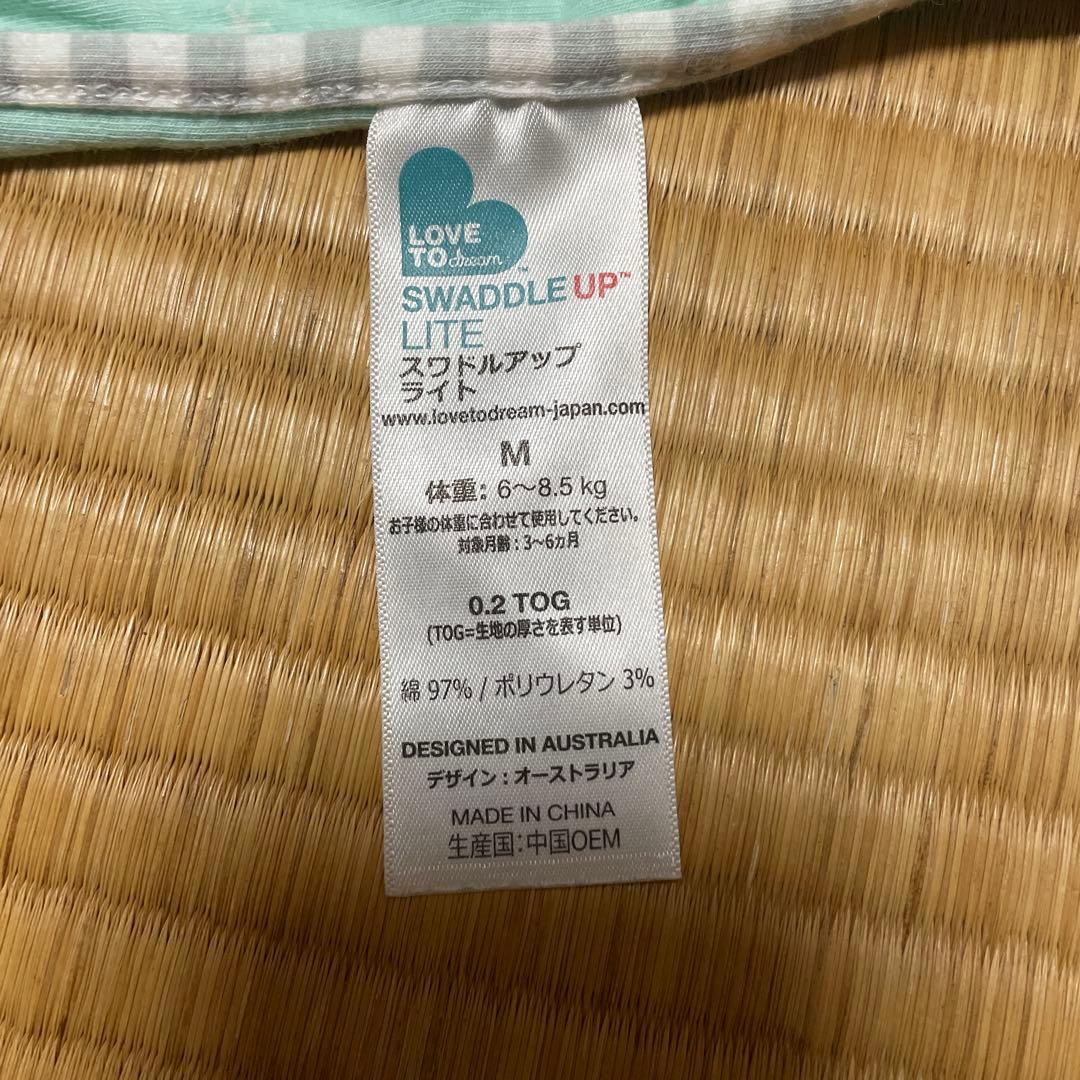 LOVE
TO dream™
SWADDLE UP™
LITE
スワドルアップ
ライト
www.lovetodream-japan.com
M
体重: 6～8.5 kg
お子様の体重に合わせて使用してください。
対象月齢:3～6カ月
0.2 TOG
(TOG=生地の厚さを表す単位)
綿 97% / ポリウレタン 3%
DESIGNED IN AUSTRALIA
デザイン:オーストラリア
MADE IN CHINA
生産国:中国OEM